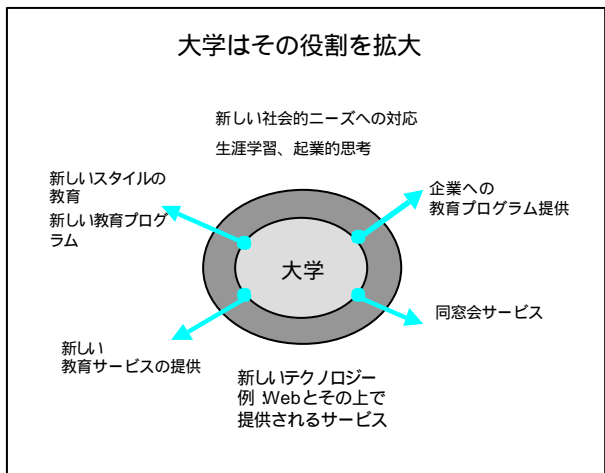 大学はその役割を拡大
新しい社会的ニーズへの対応
生涯学習、起業的思考
新しいスタイルの
教育
新しい教育プログ
ラム
企業への
教育プログラム提供
大学
同窓会サービス
新しい
教育サービスの提供
新しいテクノロジー
例:Webとその上で
提供されるサービス